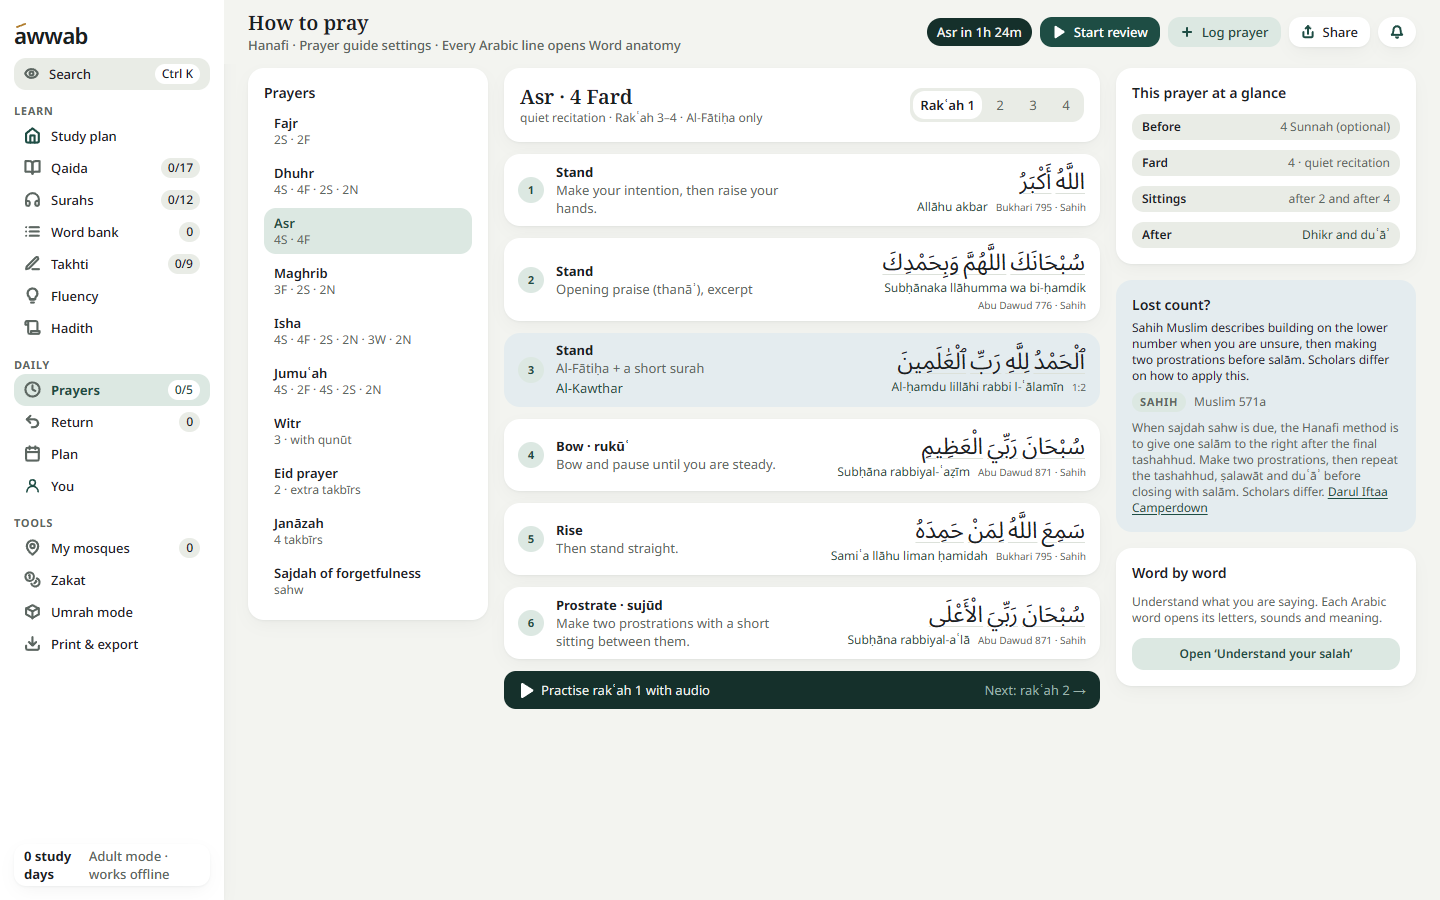 awwab
Search Ctrl K
LEARN
Study plan
Qaida 0/17
Surahs 0/12
Word bank 0
Takhti 0/9
Fluency
Hadith
DAILY
Prayers 0/5
Return 0
Plan
You
TOOLS
My mosques 0
Zakat
Umrah mode
Print & export
0 study days
Adult mode · works offline
How to pray
Hanafi · Prayer guide settings · Every Arabic line opens Word anatomy
Asr in 1h 24m
Start review
Log prayer
Share
Prayers
Fajr
2S · 2F
Dhuhr
4S · 4F · 2S · 2N
Asr
4S · 4F
Maghrib
3F · 2S · 2N
Isha
4S · 4F · 2S · 2N · 3W · 2N
Jumuʿah
4S · 2F · 4S · 2S · 2N
Witr
3 · with qunūt
Eid prayer
2 · extra takbīrs
Janāzah
4 takbīrs
Sajdah of forgetfulness
sahw
Asr · 4 Fard
quiet recitation · Rakʿah 3–4 · Al-Fātiḥa only
Rakʿah 1 2 3 4
1
Stand
Make your intention, then raise your
hands.
اللَّهُ أَكْبَرُ
Allāhu akbar Bukhari 795 · Sahih
2
Stand
Opening praise (thanāʾ), excerpt
سُبْحَانَكَ اللَّهُمَّ وَبِحَمْدِكَ
Subḥānaka llāhumma wa bi-ḥamdik
Abu Dawud 776 · Sahih
3
Stand
Al-Fātiḥa + a short surah
Al-Kawthar
ٱلْحَمْدُ لِلَّهِ رَبِّ ٱلْعَٰلَمِينَ
Al-ḥamdu lillāhi rabbi l-ʿālamīn 1:2
4
Bow · rukūʿ
Bow and pause until you are steady.
سُبْحَانَ رَبِّيَ الْعَظِيمِ
Subḥāna rabbiyal-ʿaẓīm Abu Dawud 871 · Sahih
5
Rise
Then stand straight.
سَمِعَ اللَّهُ لِمَنْ حَمِدَهُ
Samiʿa llāhu liman ḥamidah Bukhari 795 · Sahih
6
Prostrate · sujūd
Make two prostrations with a short
sitting between them.
سُبْحَانَ رَبِّيَ الْأَعْلَى
Subḥāna rabbiyal-aʿlā Abu Dawud 871 · Sahih
Practise rakʿah 1 with audio Next: rakʿah 2 →
This prayer at a glance
Before 4 Sunnah (optional)
Fard 4 · quiet recitation
Sittings after 2 and after 4
After Dhikr and duʿāʾ
Lost count?
Sahih Muslim describes building on the lower
number when you are unsure, then making
two prostrations before salām. Scholars differ
on how to apply this.
SAHIH Muslim 571a
When sajdah sahw is due, the Hanafi method is
to give one salām to the right after the final
tashahhud. Make two prostrations, then repeat
the tashahhud, ṣalawāt and duʿāʾ before
closing with salām. Scholars differ. Darul Iftaa
Camperdown
Word by word
Understand what you are saying. Each Arabic
word opens its letters, sounds and meaning.
Open ‘Understand your salah’